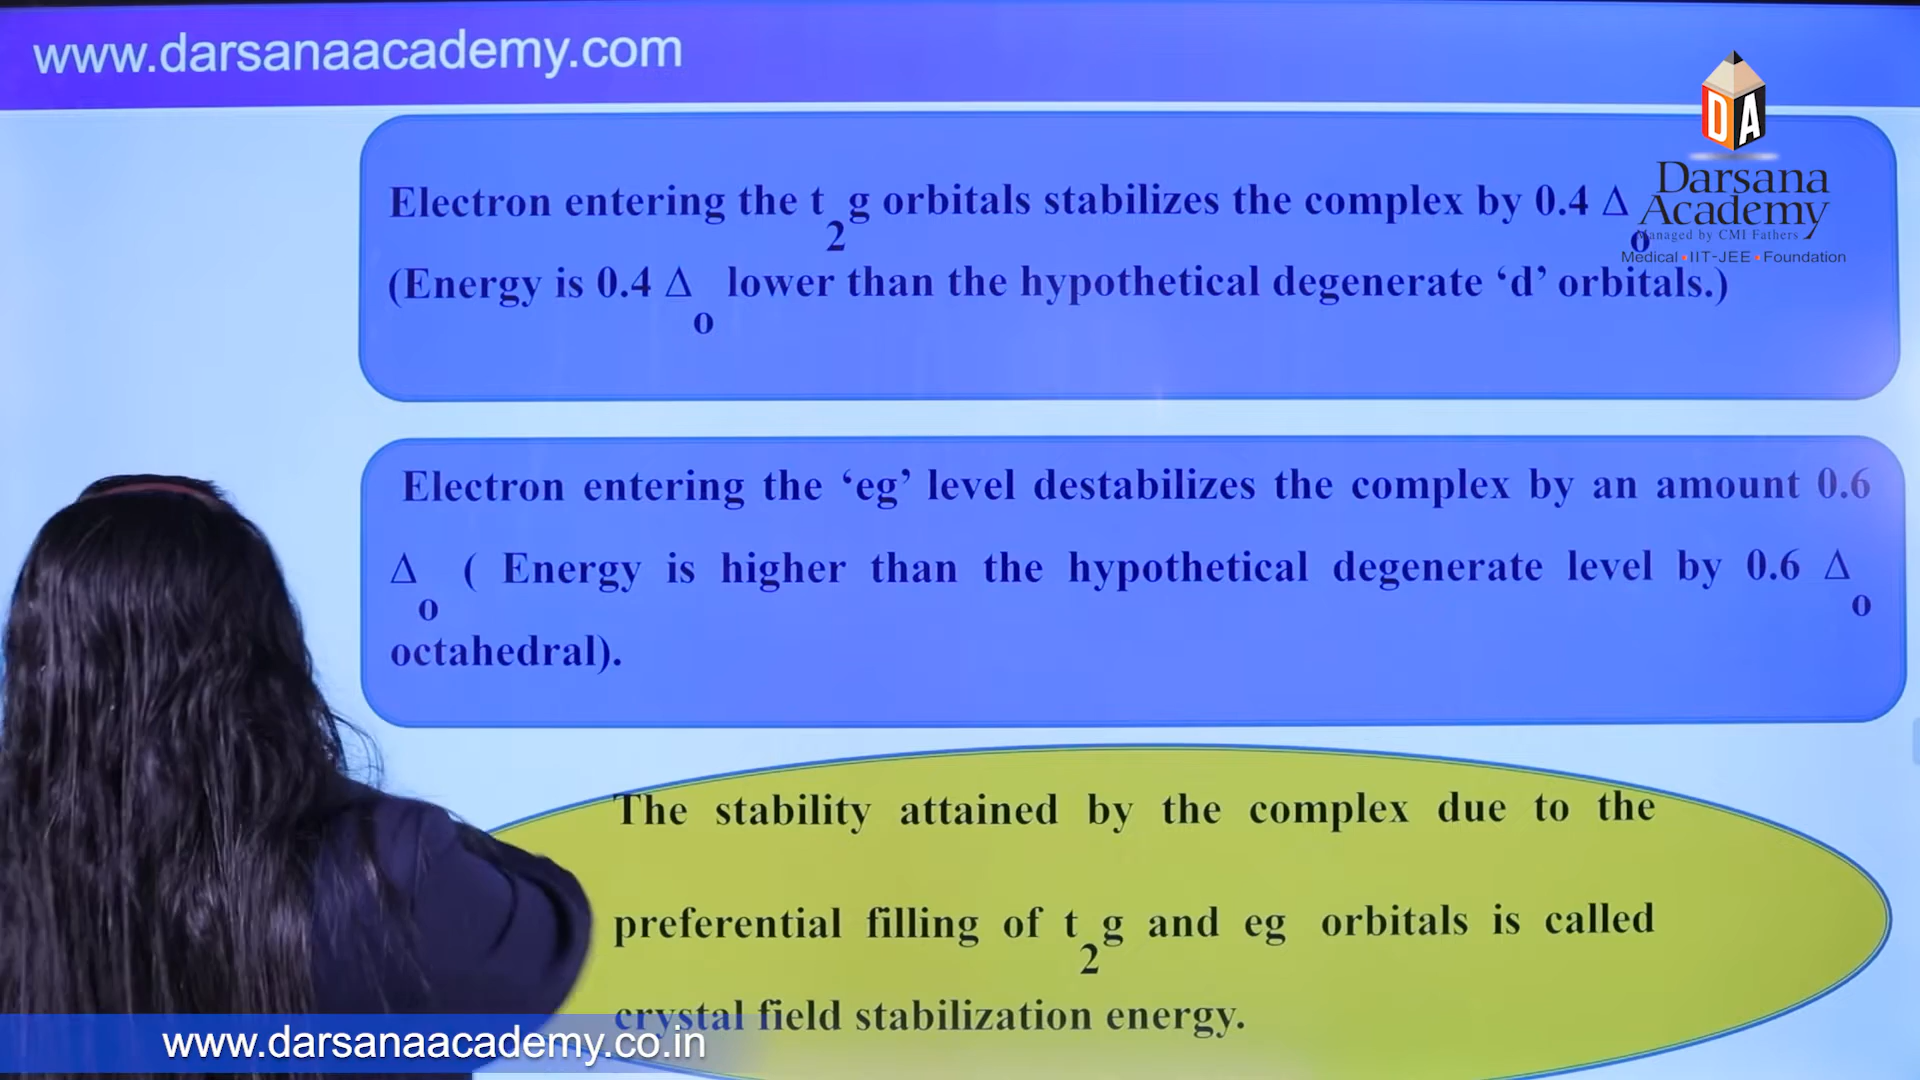 www.darsanaacademy.com
DA
Darsana
Academy
Managed by CMI Fathers
Medical • IIT-JEE • Foundation
Electron entering the t₂g orbitals stabilizes the complex by 0.4 Δₒ
(Energy is 0.4 Δₒ lower than the hypothetical degenerate ‘d’ orbitals.)
Electron entering the ‘eg’ level destabilizes the complex by an amount 0.6
Δₒ ( Energy is higher than the hypothetical degenerate level by 0.6 Δₒ
octahedral).
The stability attained by the complex due to the
preferential filling of t₂g and eg orbitals is called
crystal field stabilization energy.
www.darsanaacademy.co.in